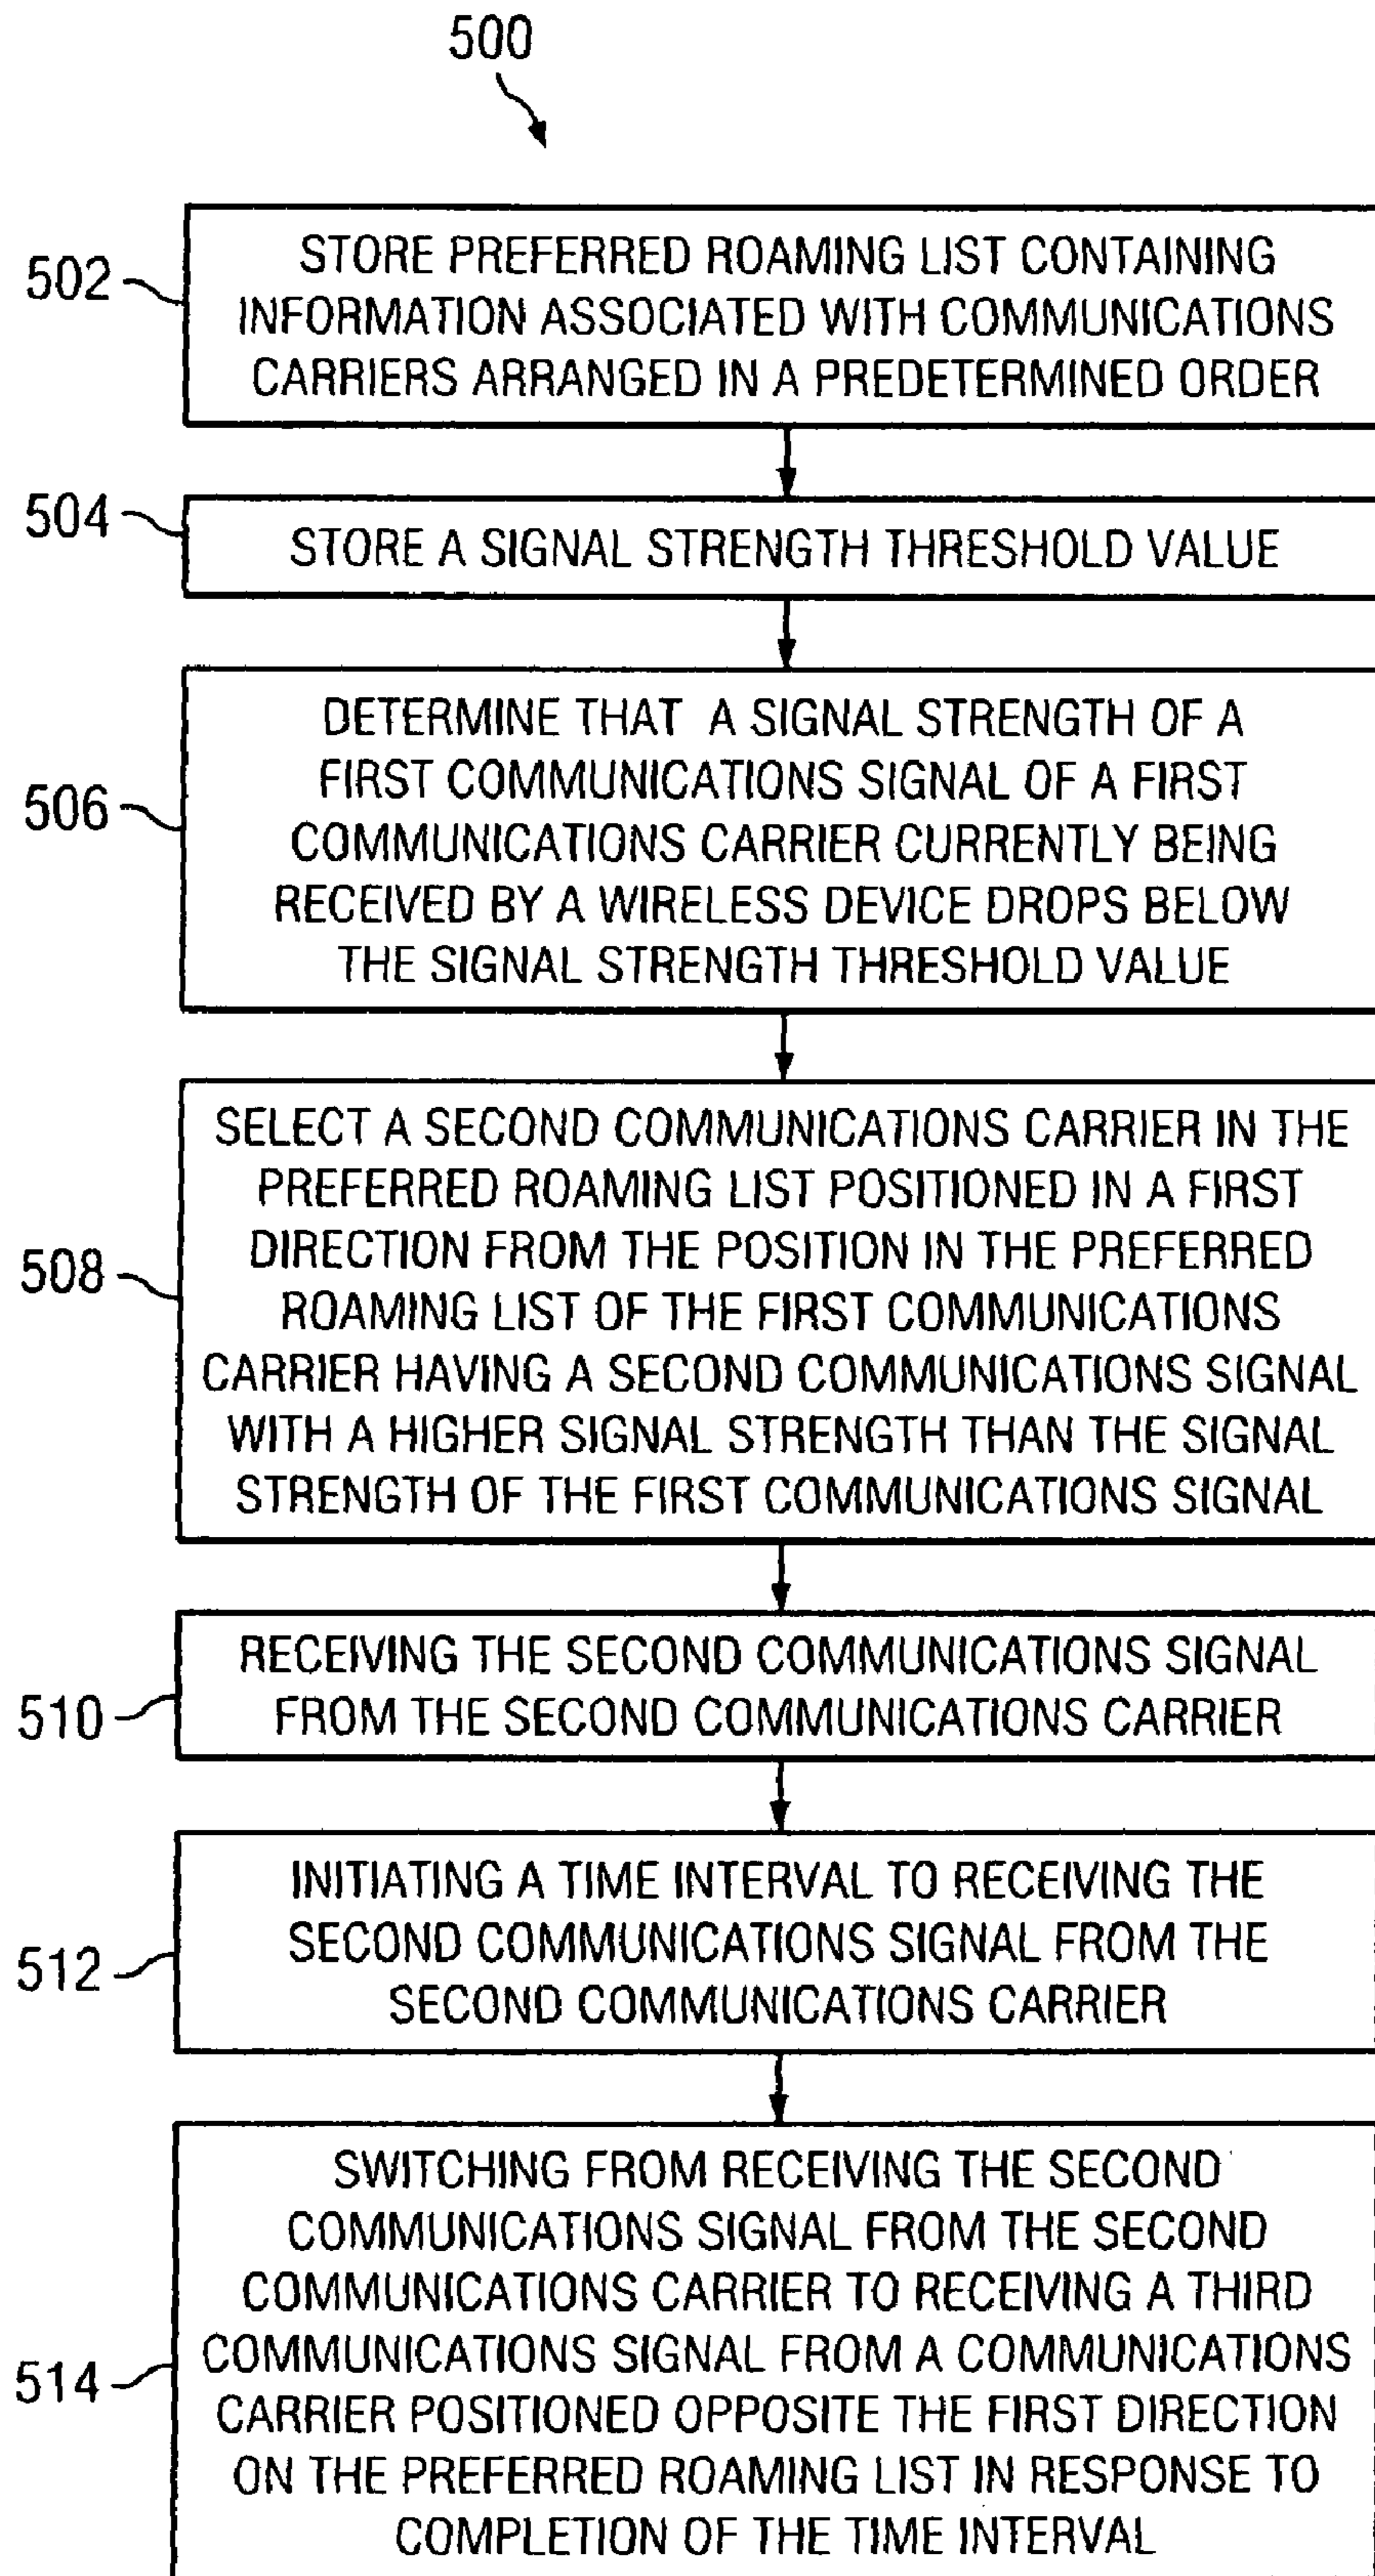 500
502
STORE PREFERRED ROAMING LIST CONTAINING
INFORMATION ASSOCIATED WITH COMMUNICATIONS
CARRIERS ARRANGED IN A PREDETERMINED ORDER
504
STORE A SIGNAL STRENGTH THRESHOLD VALUE
506
DETERMINE THAT A SIGNAL STRENGTH OF A
FIRST COMMUNICATIONS SIGNAL OF A FIRST
COMMUNICATIONS CARRIER CURRENTLY BEING
RECEIVED BY A WIRELESS DEVICE DROPS BELOW
THE SIGNAL STRENGTH THRESHOLD VALUE
508
SELECT A SECOND COMMUNICATIONS CARRIER IN THE
PREFERRED ROAMING LIST POSITIONED IN A FIRST
DIRECTION FROM THE POSITION IN THE PREFERRED
ROAMING LIST OF THE FIRST COMMUNICATIONS
CARRIER HAVING A SECOND COMMUNICATIONS SIGNAL
WITH A HIGHER SIGNAL STRENGTH THAN THE SIGNAL
STRENGTH OF THE FIRST COMMUNICATIONS SIGNAL
510
RECEIVING THE SECOND COMMUNICATIONS SIGNAL
FROM THE SECOND COMMUNICATIONS CARRIER
512
INITIATING A TIME INTERVAL TO RECEIVING THE
SECOND COMMUNICATIONS SIGNAL FROM THE
SECOND COMMUNICATIONS CARRIER
514
SWITCHING FROM RECEIVING THE SECOND
COMMUNICATIONS SIGNAL FROM THE SECOND
COMMUNICATIONS CARRIER TO RECEIVING A THIRD
COMMUNICATIONS SIGNAL FROM A COMMUNICATIONS
CARRIER POSITIONED OPPOSITE THE FIRST DIRECTION
ON THE PREFERRED ROAMING LIST IN RESPONSE TO
COMPLETION OF THE TIME INTERVAL